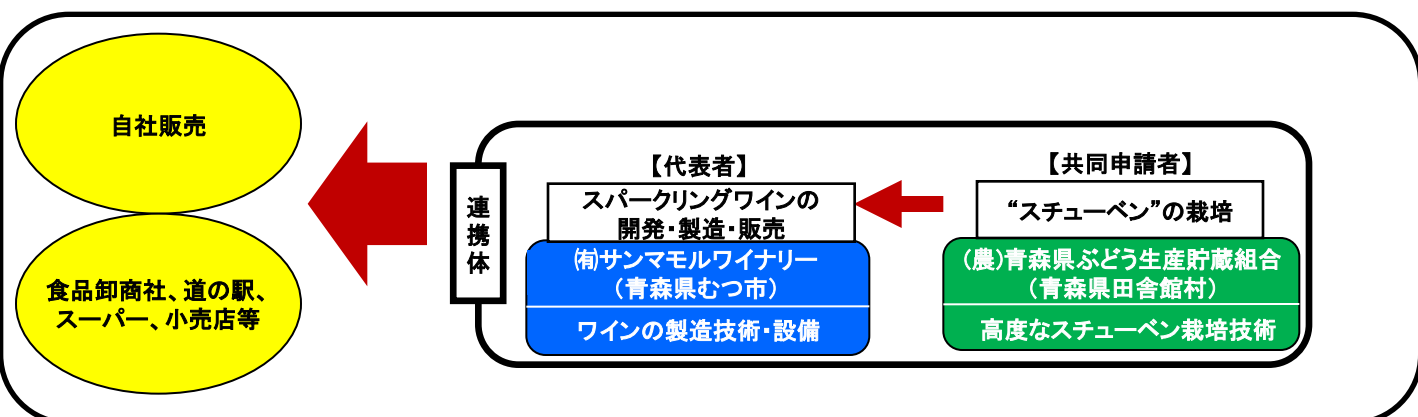 自社販売
食品卸商社、道の駅、
スーパー、小売店等
連
携
体
【代表者】
スパークリングワインの
開発・製造・販売
㈲サンマモルワイナリー
（青森県むつ市）
ワインの製造技術・設備
【共同申請者】
“スチューベン”の栽培
(農)青森県ぶどう生産貯蔵組合
（青森県田舎館村）
高度なスチューベン栽培技術